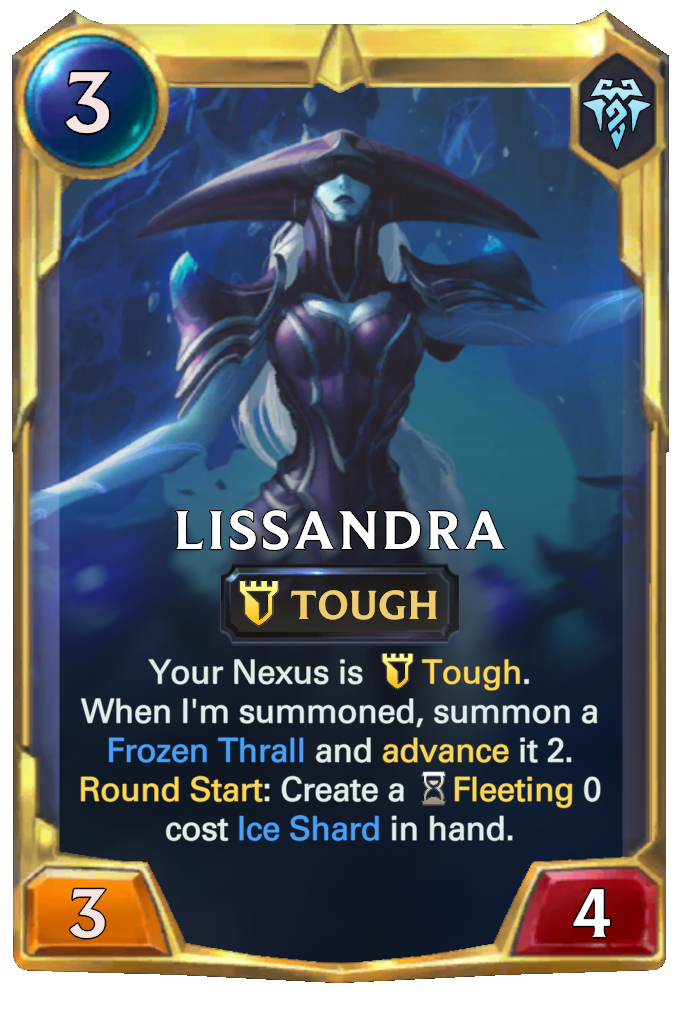 3
LISSANDRA
TOUGH
Your Nexus is Tough.
When I'm summoned, summon a
Frozen Thrall and advance it 2.
Round Start: Create a Fleeting 0
cost Ice Shard in hand.
3
4